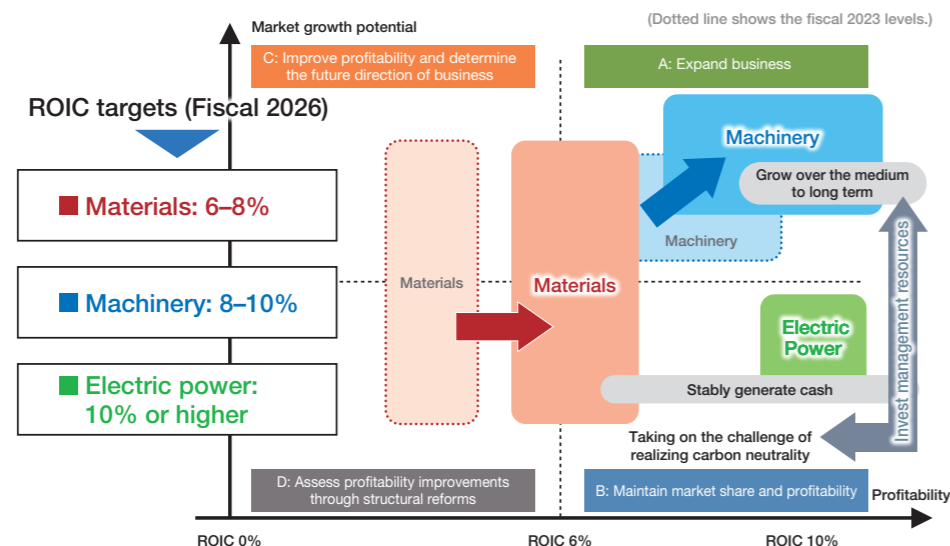 Market growth potential
(Dotted line shows the fiscal 2023 levels.)
C: Improve profitability and determine
the future direction of business
A: Expand business
ROIC targets (Fiscal 2026)
Materials: 6–8%
Machinery: 8–10%
Electric power:
10% or higher
Materials
Materials
Machinery
Grow over the medium
to long term
Machinery
Electric
Power
Stably generate cash
Invest management resources
Taking on the challenge of
realizing carbon neutrality
D: Assess profitability improvements
through structural reforms
B: Maintain market share and profitability
Profitability
ROIC 0%
ROIC 6%
ROIC 10%